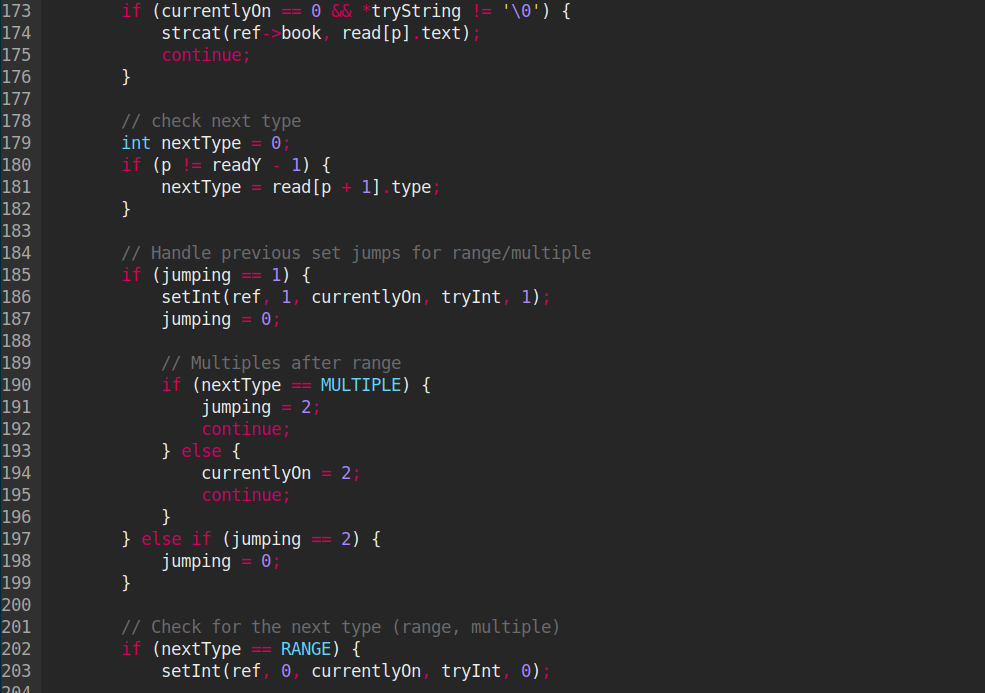 173 if (currentlyOn == 0 && *tryString != '\0') {
174 strcat(ref->book, read[p].text);
175 continue;
176 }
177
178 // check next type
179 int nextType = 0;
180 if (p != readY - 1) {
181 nextType = read[p + 1].type;
182 }
183
184 // Handle previous set jumps for range/multiple
185 if (jumping == 1) {
186 setInt(ref, 1, currentlyOn, tryInt, 1);
187 jumping = 0;
188
189 // Multiples after range
190 if (nextType == MULTIPLE) {
191 jumping = 2;
192 continue;
193 } else {
194 currentlyOn = 2;
195 continue;
196 }
197 } else if (jumping == 2) {
198 jumping = 0;
199 }
200
201 // Check for the next type (range, multiple)
202 if (nextType == RANGE) {
203 setInt(ref, 0, currentlyOn, tryInt, 0);
204